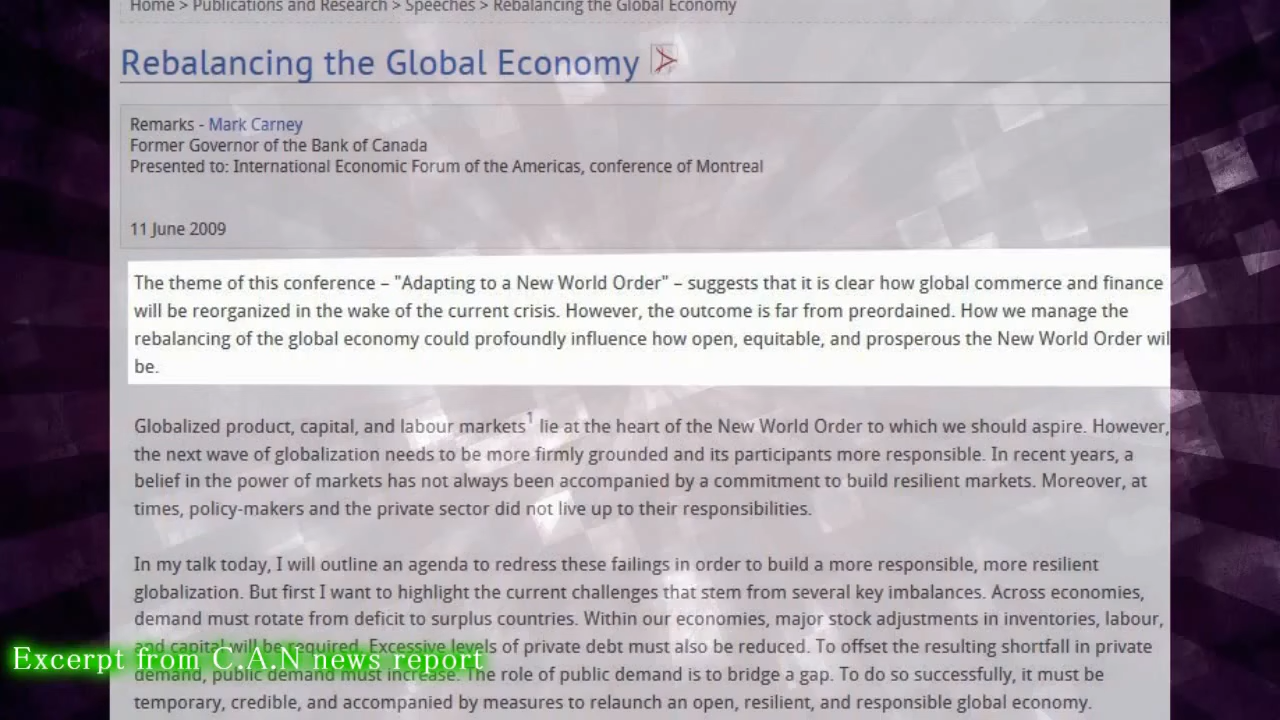 Home > Publications and Research > Speeches > Rebalancing the Global Economy
Rebalancing the Global Economy
Remarks - Mark Carney
Former Governor of the Bank of Canada
Presented to: International Economic Forum of the Americas, conference of Montreal
11 June 2009
The theme of this conference – "Adapting to a New World Order" – suggests that it is clear how global commerce and finance
will be reorganized in the wake of the current crisis. However, the outcome is far from preordained. How we manage the
rebalancing of the global economy could profoundly influence how open, equitable, and prosperous the New World Order wil
be.
Globalized product, capital, and labour markets1 lie at the heart of the New World Order to which we should aspire. However,
the next wave of globalization needs to be more firmly grounded and its participants more responsible. In recent years, a
belief in the power of markets has not always been accompanied by a commitment to build resilient markets. Moreover, at
times, policy-makers and the private sector did not live up to their responsibilities.
In my talk today, I will outline an agenda to redress these failings in order to build a more responsible, more resilient
globalization. But first I want to highlight the current challenges that stem from several key imbalances. Across economies,
demand must rotate from deficit to surplus countries. Within our economies, major stock adjustments in inventories, labour,
and capital will be required. Excessive levels of private debt must also be reduced. To offset the resulting shortfall in private
Excerpt from C.A.N news report
demand, public demand must increase. The role of public demand is to bridge a gap. To do so successfully, it must be
temporary, credible, and accompanied by measures to relaunch an open, resilient, and responsible global economy.